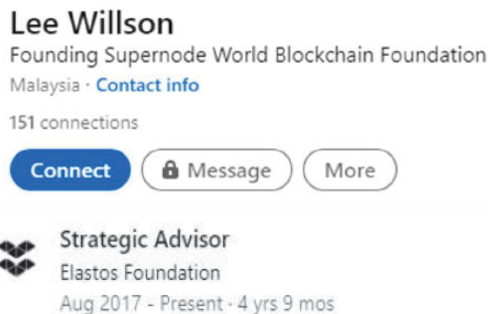 Lee Willson
Founding Supernode World Blockchain Foundation
Malaysia · Contact info
151 connections
Connect
Message
More
Strategic Advisor
Elastos Foundation
Aug 2017 - Present · 4 yrs 9 mos